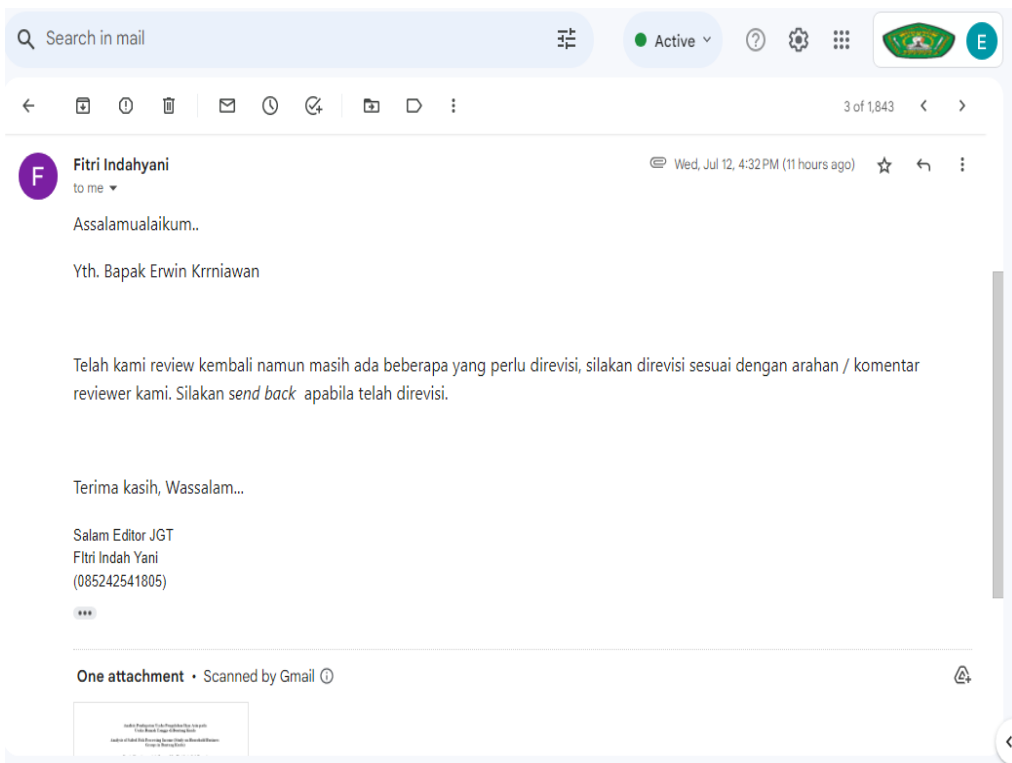 Search in mail
Active
E
3 of 1,843
F
Fitri Indahyani
Wed, Jul 12, 4:32 PM (11 hours ago)
to me
Assalamualaikum..
Yth. Bapak Erwin Krrniawan
Telah kami review kembali namun masih ada beberapa yang perlu direvisi, silakan direvisi sesuai dengan arahan / komentar
reviewer kami. Silakan send back apabila telah direvisi.
Terima kasih, Wassalam...
Salam Editor JGT
FItri Indah Yani
(085242541805)
One attachment • Scanned by Gmail